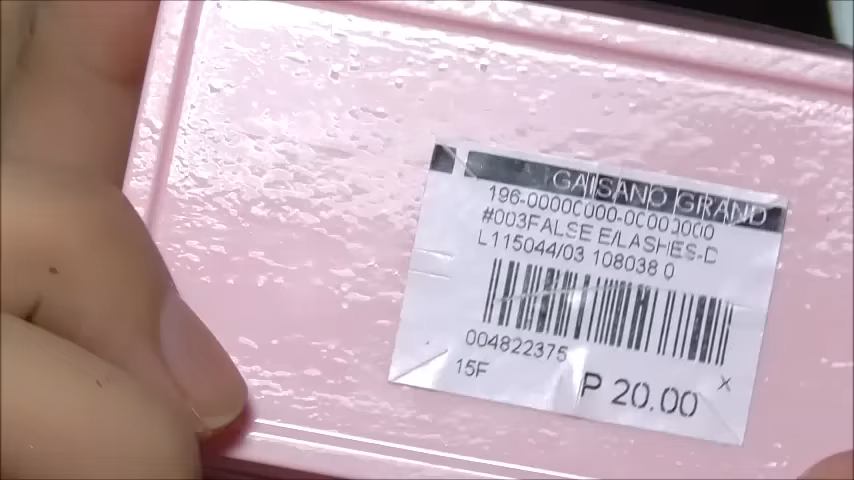 GAISANO GRAND
196-00000000-00000000
#003FALSE E/LASHES-D
L115044/03 108038 0
004822375
15F
X
P 20.00